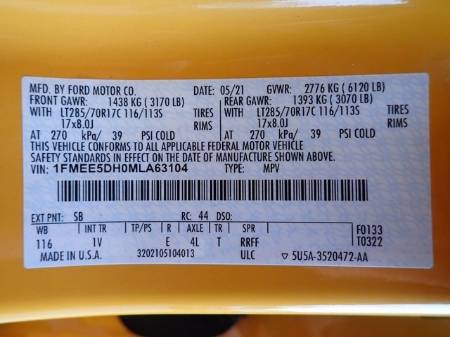 MFD. BY FORD MOTOR CO. DATE: 05/21 GVWR: 2776 KG ( 6120 LB)
FRONT GAWR: 1438 KG ( 3170 LB) REAR GAWR: 1393 KG ( 3070 LB)
WITH LT285/70R17C 116/113S TIRES WITH LT285/70R17C 116/113S TIRES
17x8.0J RIMS 17x8.0J RIMS
AT 270 kPa/ 39 PSI COLD AT 270 kPa/ 39 PSI COLD
THIS VEHICLE CONFORMS TO ALL APPLICABLE FEDERAL MOTOR VEHICLE
SAFETY STANDARDS IN EFFECT ON THE DATE OF MANUFACTURE SHOWN ABOVE.
VIN: 1FMEE5DH0MLA63104 TYPE: MPV
EXT PNT: SB RC: 44 DSO:
WB INT TR TP/PS R AXLE TR SPR F0133
116 1V E 4L T RRFF T0322
MADE IN U.S.A. 3202105104013 ULC 5U5A-3520472-AA